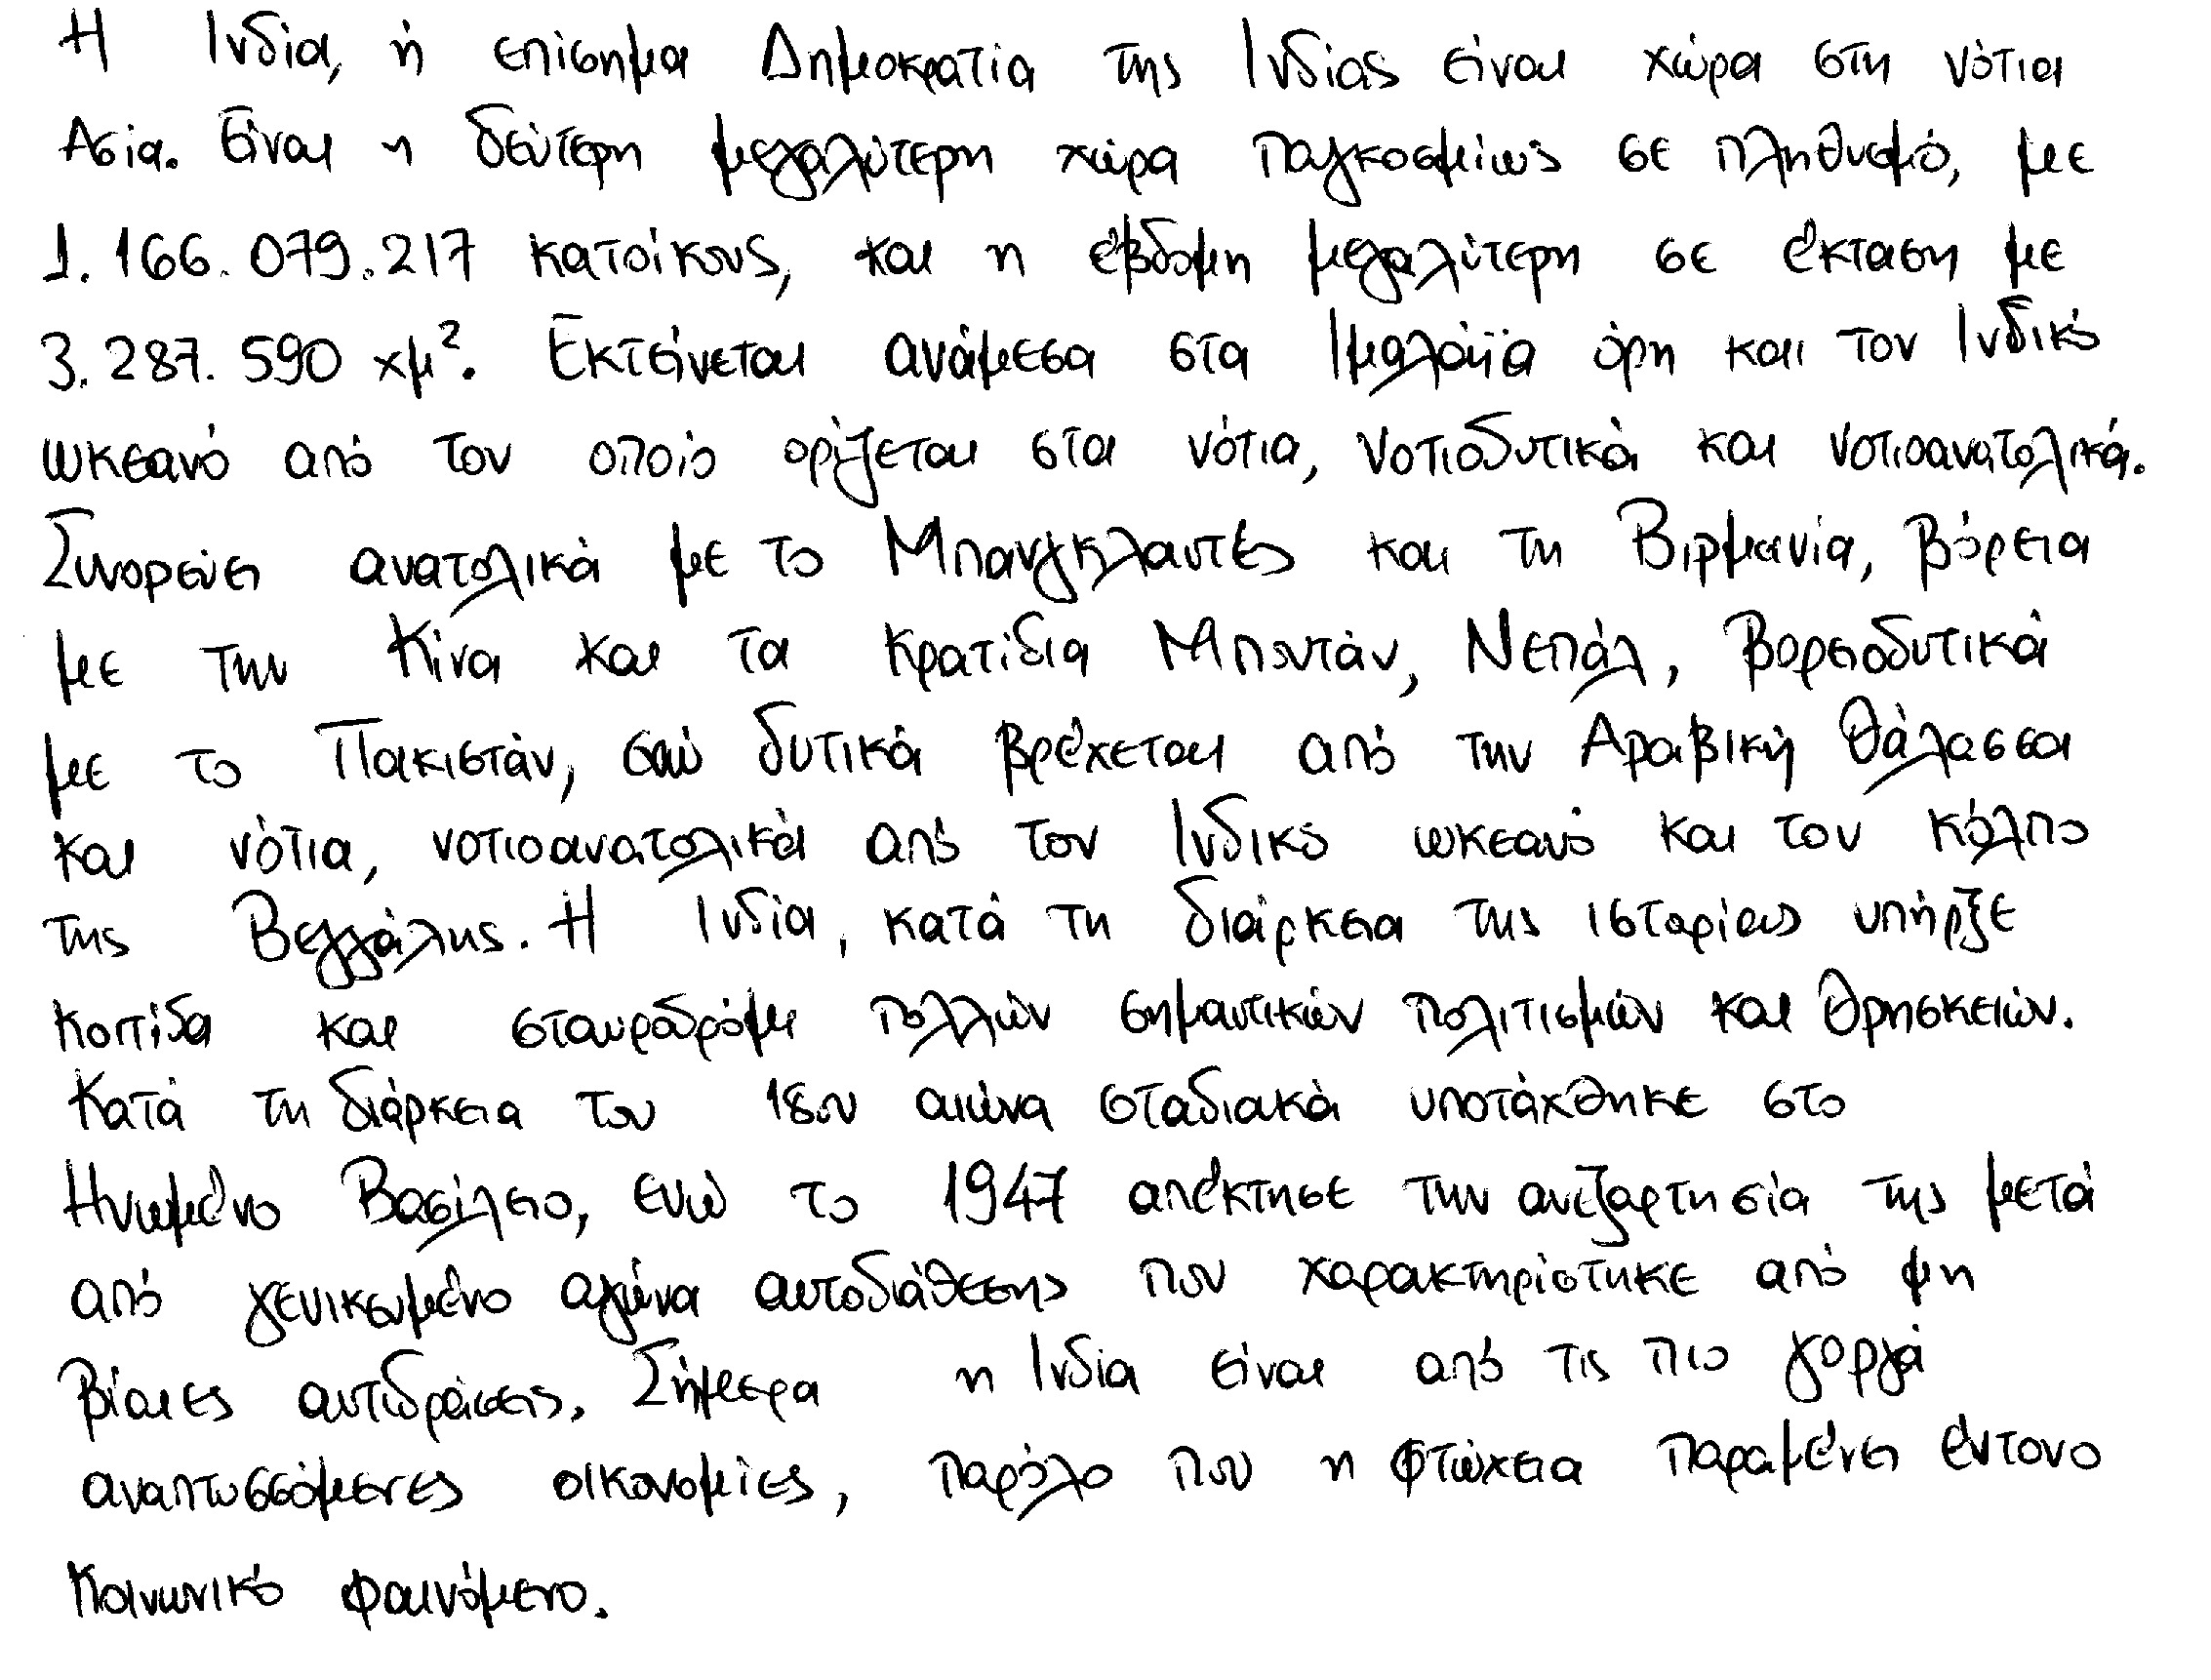 Η Ινδία, ή επίσημα Δημοκρατία της Ινδίας είναι χώρα στη νότια
Ασία. Είναι η δεύτερη μεγαλύτερη χώρα παγκοσμίως σε πληθυσμό, με
1.166.079.217 κατοίκους, και η έβδομη μεγαλύτερη σε έκταση με
3.287.590 χμ². Εκτείνεται ανάμεσα στα Ιμαλάϊα όρη και τον Ινδικό
ωκεανό από τον οποίο ορίζεται στα νότια, νοτιοδυτικά και νοτιοανατολικά.
Συνορεύει ανατολικά με το Μπανγκλαντές και τη Βιρμανία, βόρεια
με την Κίνα και τα κρατίδια Μπουτάν, Νεπάλ, βορειοδυτικά
με το Πακιστάν, δυτικά βρέχεται από την Αραβική θάλασσα
και νότια, νοτιοανατολικά από τον Ινδικό ωκεανό και τον κόλπο
της Βεγγάλης. Η Ινδία, κατά τη διάρκεια της ιστορίας υπήρξε
κοιτίδα και σταυροδρόμι πολλών σημαντικών πολιτισμών και θρησκειών.
Κατά τη διάρκεια του 18ου αιώνα σταδιακά υποτάχθηκε στο
Ηνωμένο Βασίλειο, ενώ το 1947 απέκτησε την ανεξαρτησία της μετά
από γενικευμένο αγώνα αυτοδιάθεσης που χαρακτηρίστηκε από μη
βίαιες αντιδράσεις. Σήμερα η Ινδία είναι από τις πιο γοργά
αναπτυσσόμενες οικονομίες, παρόλο που η φτώχεια παραμένει έντονο
κοινωνικό φαινόμενο.